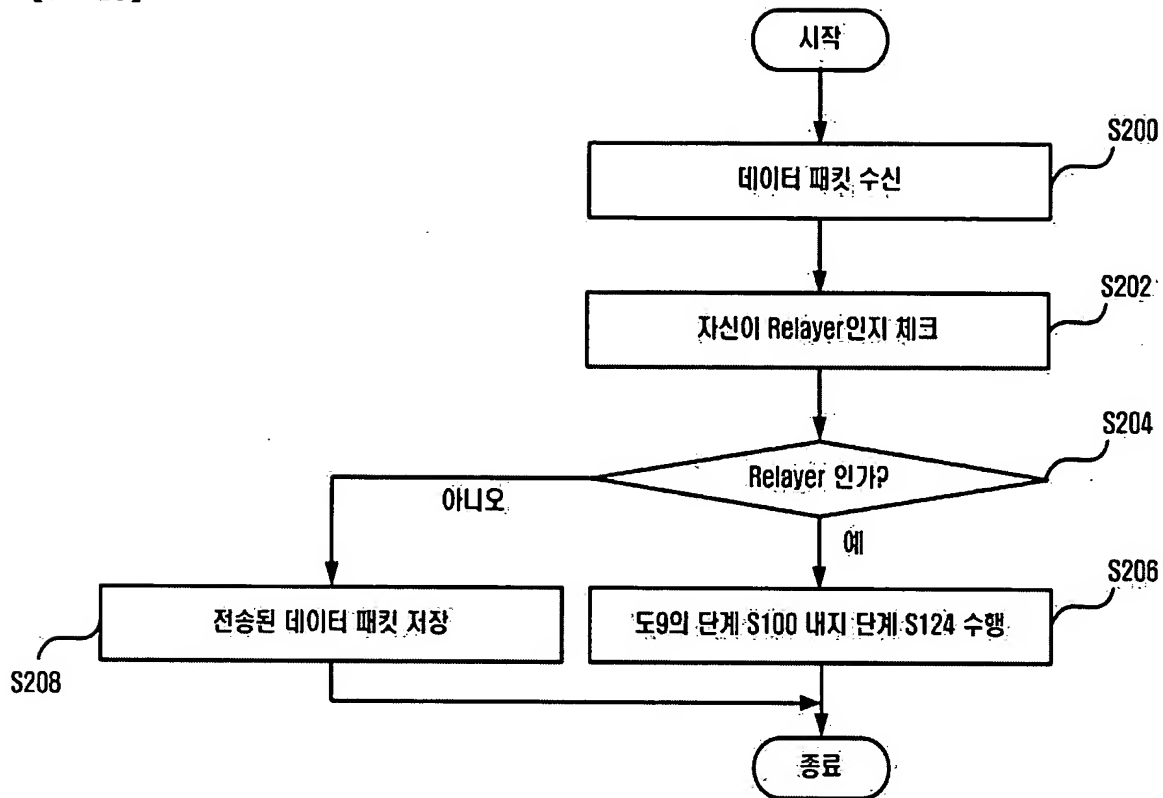 시작
S200
데이터 패킷 수신
S202
자신이 Relayer인지 체크
S204
Relayer 인가?
아니오
예
S206
전송된 데이터 패킷 저장
도9의 단계 S100 내지 단계 S124 수행
S208
종료